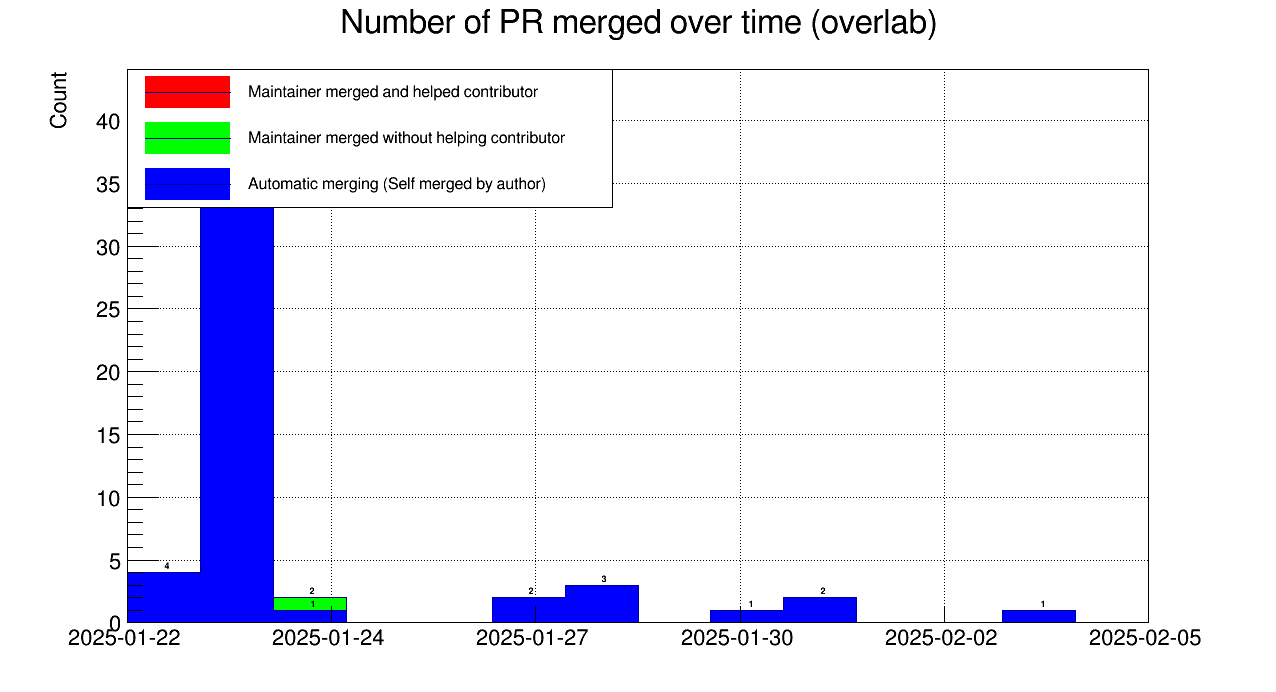 Number of PR merged over time (overlab)
Count
Maintainer merged and helped contributor
Maintainer merged without helping contributor
Automatic merging (Self merged by author)
40
35
30
25
20
15
10
5
0
4
2
1
2
3
1
2
1
2025-01-22 2025-01-24 2025-01-27 2025-01-30 2025-02-02 2025-02-05